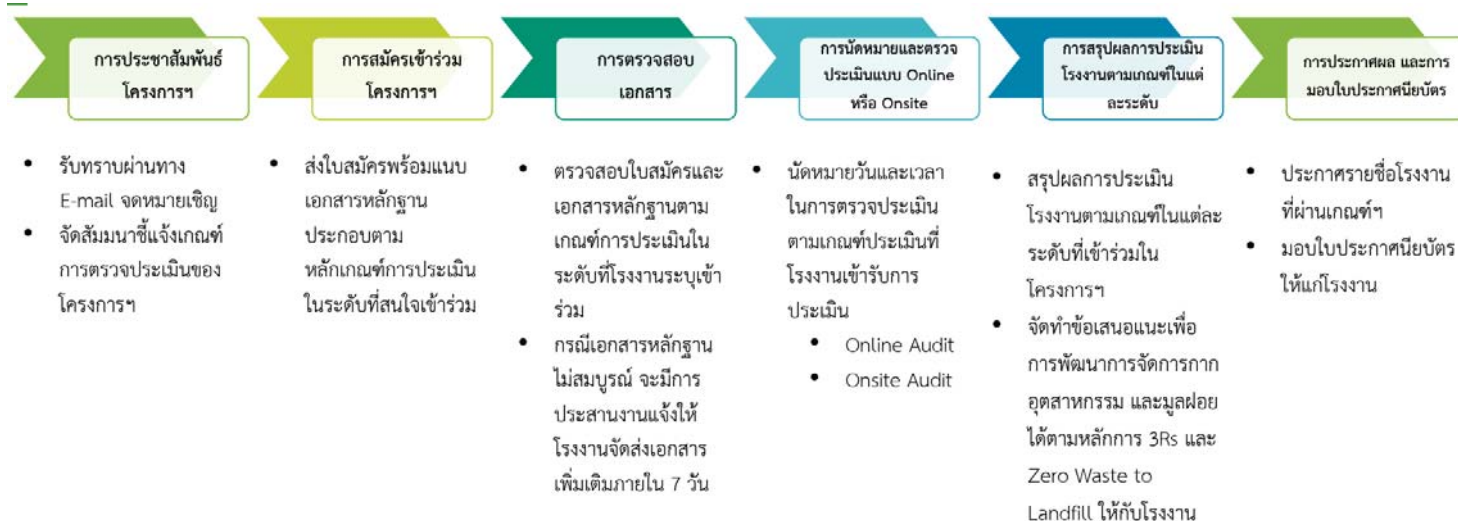 การประชาสัมพันธ์
โครงการฯ
การสมัครเข้าร่วม
โครงการฯ
การตรวจสอบ
เอกสาร
การนัดหมายและตรวจ
ประเมินแบบ Online
หรือ Onsite
การสรุปผลการประเมิน
โรงงานตามเกณฑ์ในแต่
ละระดับ
การประกาศผล และการ
มอบใบประกาศนียบัตร
• รับทราบผ่านทาง
E-mail จดหมายเชิญ
• จัดสัมมนาชี้แจ้งเกณฑ์
การตรวจประเมินของ
โครงการฯ
• ส่งใบสมัครพร้อมแนบ
เอกสารหลักฐาน
ประกอบตาม
หลักเกณฑ์การประเมิน
ในระดับที่สนใจเข้าร่วม
• ตรวจสอบใบสมัครและ
เอกสารหลักฐานตาม
เกณฑ์การประเมินใน
ระดับที่โรงงานระบุเข้า
ร่วม
• กรณีเอกสารหลักฐาน
ไม่สมบูรณ์ จะมีการ
ประสานงานแจ้งให้
โรงงานจัดส่งเอกสาร
เพิ่มเติมภายใน 7 วัน
• นัดหมายวันและเวลา
ในการตรวจประเมิน
ตามเกณฑ์ประเมินที่
โรงงานเข้ารับการ
ประเมิน
• Online Audit
• Onsite Audit
• สรุปผลการประเมิน
โรงงานตามเกณฑ์ในแต่ละ
ระดับที่เข้าร่วมใน
โครงการฯ
• จัดทำข้อเสนอแนะเพื่อ
การพัฒนาการจัดการกาก
อุตสาหกรรม และมูลฝอย
ได้ตามหลักการ 3Rs และ
Zero Waste to
Landfill ให้กับโรงงาน
• ประกาศรายชื่อโรงงาน
ที่ผ่านเกณฑ์ฯ
• มอบใบประกาศนียบัตร
ให้แก่โรงงาน